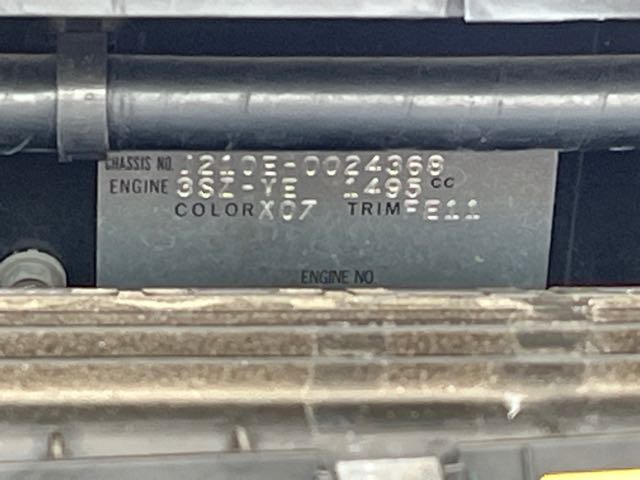 CHASSIS NO. J210E-0024368
ENGINE 3SZ-VE 1495 CC
COLOR X07 TRIM FE11
ENGINE NO.